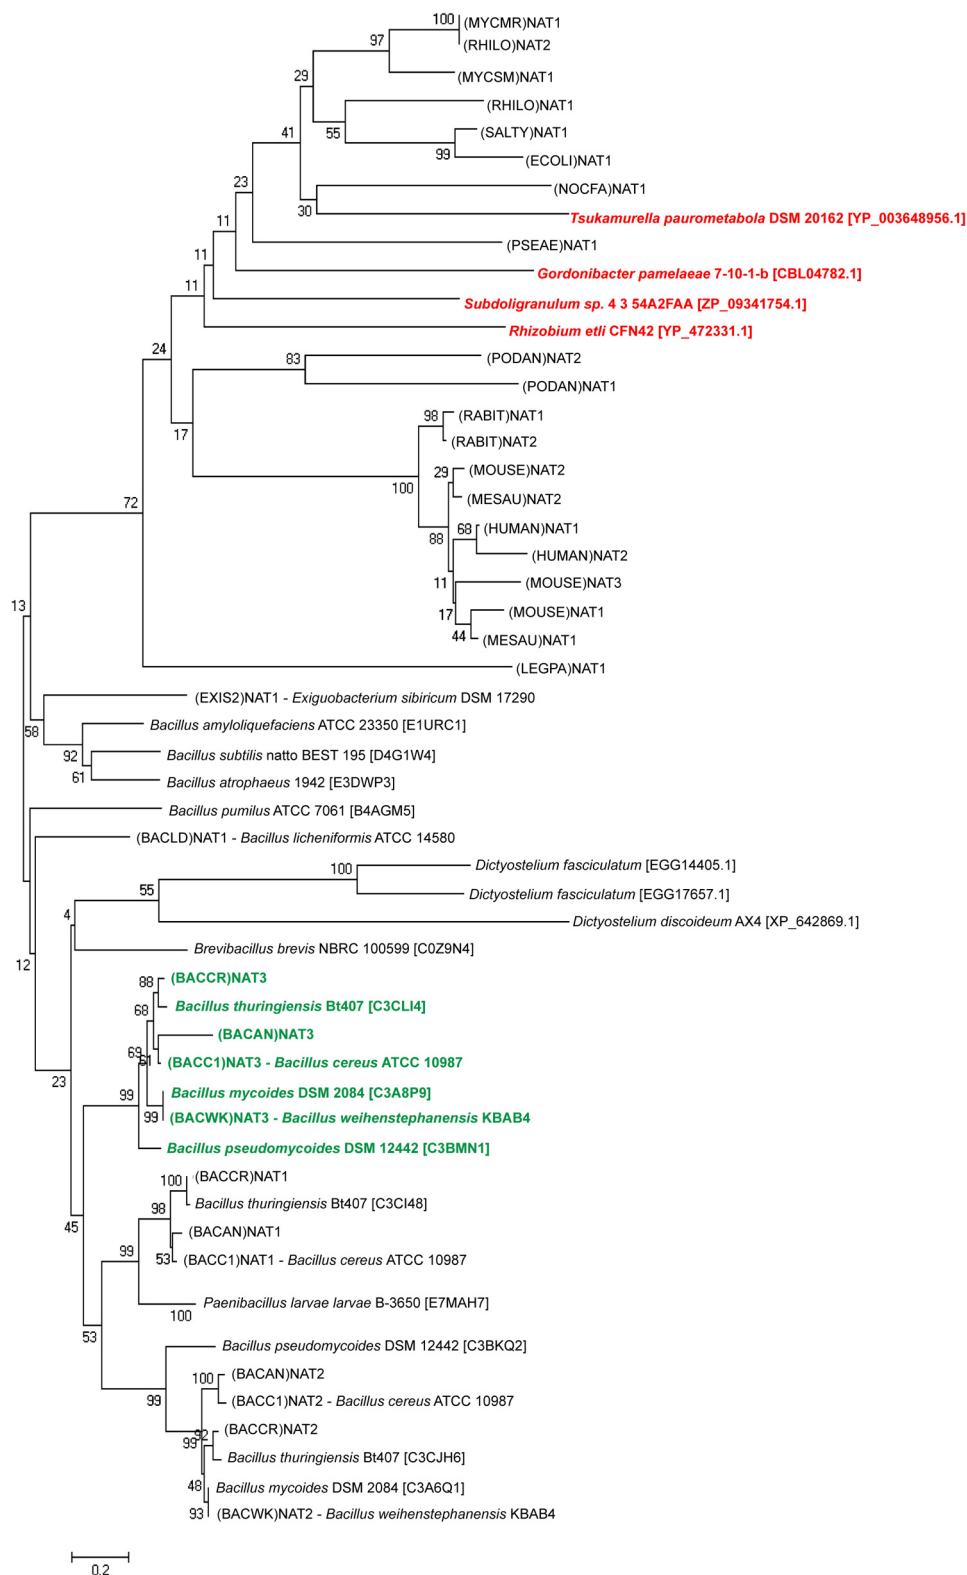 100
(MYCMR)NAT1
(RHILO)NAT2
97
(MYCSM)NAT1
29
(RHILO)NAT1
55
(SALTY)NAT1
99
(ECOLI)NAT1
41
(NOCFA)NAT1
30
Tsukamurella paurometabola DSM 20162 [YP_003648956.1]
23
(PSEAE)NAT1
11
Gordonibacter pamelaeae 7-10-1-b [CBL04782.1]
11
Subdoligranulum sp. 4 3 54A2FAA [ZP_09341754.1]
11
Rhizobium etli CFN42 [YP_472331.1]
24
83
(PODAN)NAT2
(PODAN)NAT1
17
98
(RABIT)NAT1
(RABIT)NAT2
100
29
(MOUSE)NAT2
(MESAU)NAT2
88
68
(HUMAN)NAT1
(HUMAN)NAT2
11
(MOUSE)NAT3
17
(MOUSE)NAT1
44
(MESAU)NAT1
72
(LEGPA)NAT1
13
(EXIS2)NAT1 - Exiguobacterium sibiricum DSM 17290
58
Bacillus amyloliquefaciens ATCC 23350 [E1URC1]
92
Bacillus subtilis natto BEST 195 [D4G1W4]
61
Bacillus atrophaeus 1942 [E3DWP3]
Bacillus pumilus ATCC 7061 [B4AGM5]
(BACLD)NAT1 - Bacillus licheniformis ATCC 14580
100
Dictyostelium fasciculatum [EGG14405.1]
55
Dictyostelium fasciculatum [EGG17657.1]
4
Dictyostelium discoideum AX4 [XP_642869.1]
Brevibacillus brevis NBRC 100599 [C0Z9N4]
12
88
(BACCR)NAT3
68
Bacillus thuringiensis Bt407 [C3CLI4]
(BACAN)NAT3
69
61
(BACC1)NAT3 - Bacillus cereus ATCC 10987
23
99
Bacillus mycoides DSM 2084 [C3A8P9]
99
(BACWK)NAT3 - Bacillus weihenstephanensis KBAB4
Bacillus pseudomycoides DSM 12442 [C3BMN1]
100
(BACCR)NAT1
98
Bacillus thuringiensis Bt407 [C3CI48]
45
(BACAN)NAT1
99
53
(BACC1)NAT1 - Bacillus cereus ATCC 10987
Paenibacillus larvae larvae B-3650 [E7MAH7]
100
53
Bacillus pseudomycoides DSM 12442 [C3BKQ2]
100
(BACAN)NAT2
99
(BACC1)NAT2 - Bacillus cereus ATCC 10987
92
(BACCR)NAT2
99
Bacillus thuringiensis Bt407 [C3CJH6]
48
Bacillus mycoides DSM 2084 [C3A6Q1]
93
(BACWK)NAT2 - Bacillus weihenstephanensis KBAB4
0.2